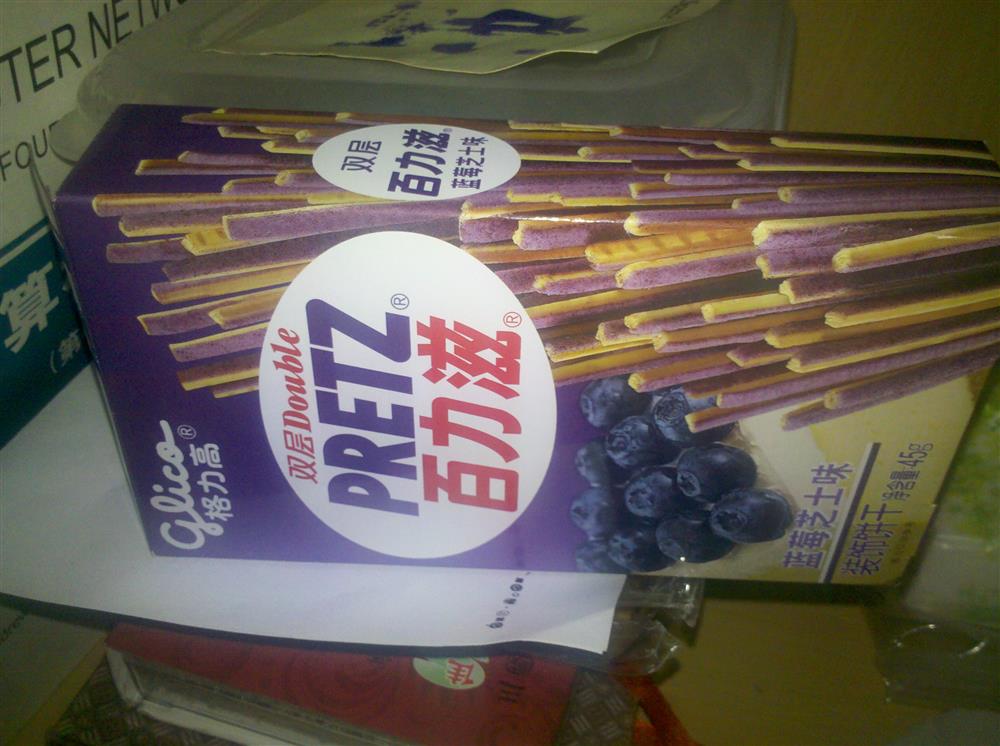 TER NETW
FOU
算
(第
双层
百力滋®
蓝莓芝士味
glico®
格力高
双层Double
PRETZ®
百力滋®
蓝莓芝士味
装饰饼干 净含量45g